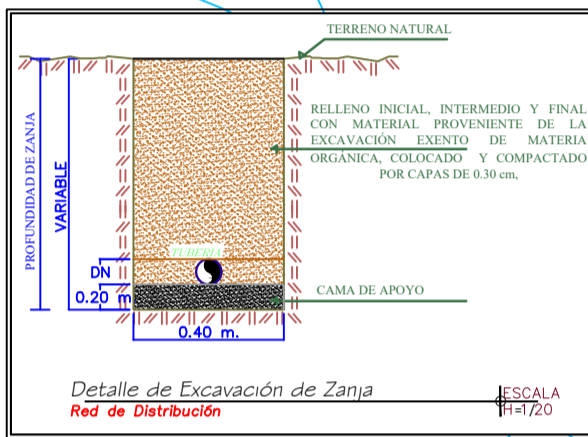 TERRENO NATURAL
RELLENO INICIAL, INTERMEDIO Y FINAL
CON MATERIAL PROVENIENTE DE LA
EXCAVACIÓN EXENTO DE MATERIA
ORGÁNICA, COLOCADO Y COMPACTADO
POR CAPAS DE 0.30 cm,
PROFUNDIDAD DE ZANJA
VARIABLE
TUBERIA
DN
0.20 m
CAMA DE APOYO
0.40 m.
Detalle de Excavación de Zanja
Red de Distribución
ESCALA
H=1/20